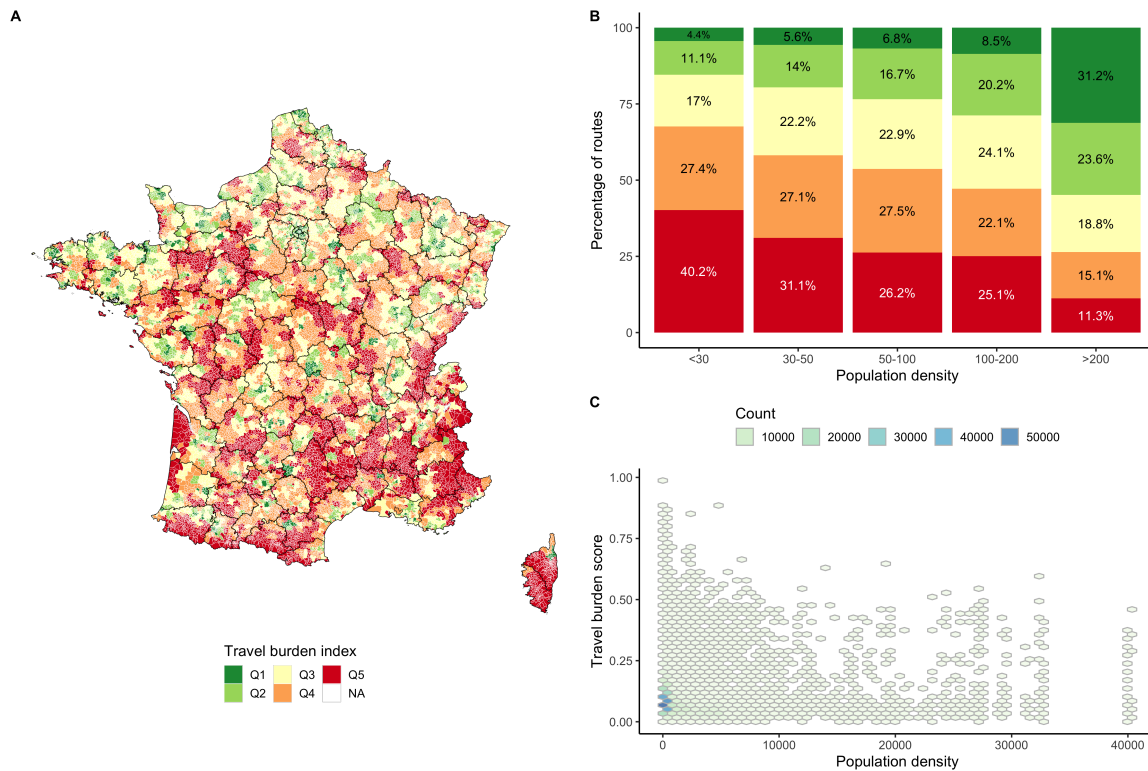 A
Travel burden index
Q1 Q3 Q5
Q2 Q4 NA
B
Percentage of routes
100
75
50
25
0
4.4% 5.6% 6.8% 8.5% 31.2%
11.1% 14% 16.7% 20.2% 23.6%
17% 22.2% 22.9% 24.1% 18.8%
27.4% 27.1% 27.5% 22.1% 15.1%
40.2% 31.1% 26.2% 25.1% 11.3%
<30 30-50 50-100 100-200 >200
Population density
C
Count
10000 20000 30000 40000 50000
Travel burden score
1.00
0.75
0.50
0.25
0.00
0 10000 20000 30000 40000
Population density